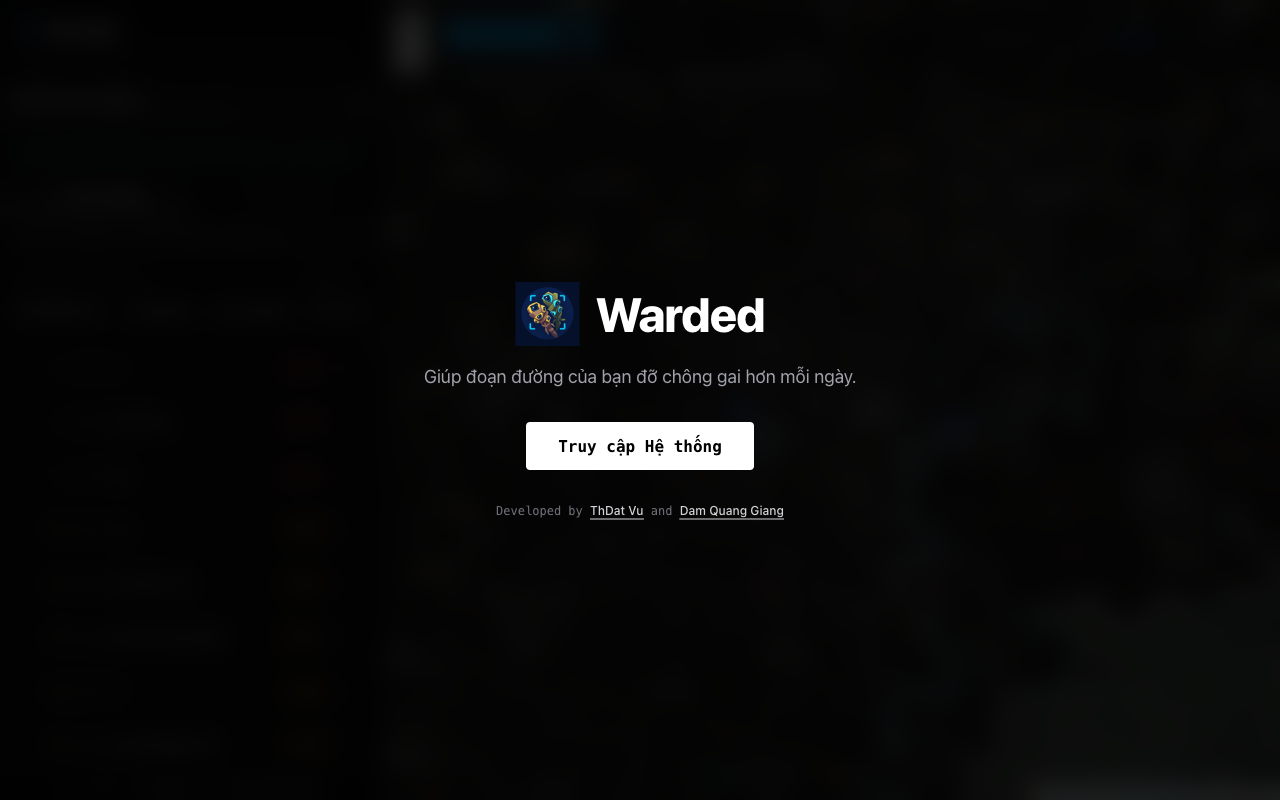 Warded
Giúp đoạn đường của bạn đỡ chông gai hơn mỗi ngày.
Truy cập Hệ thống
Developed by ThDat Vu and Dam Quang Giang